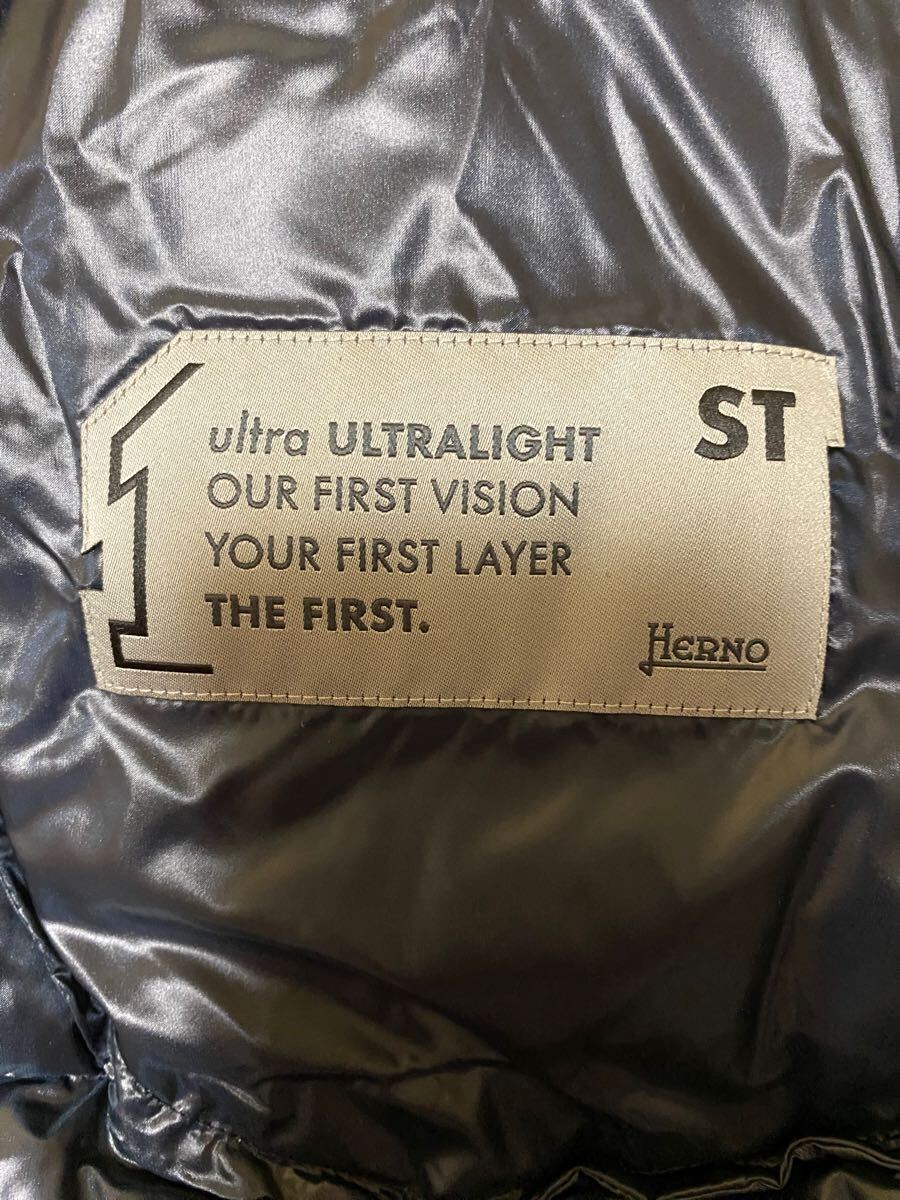 ST
ultra ULTRALIGHT
OUR FIRST VISION
YOUR FIRST LAYER
THE FIRST.
HERNO